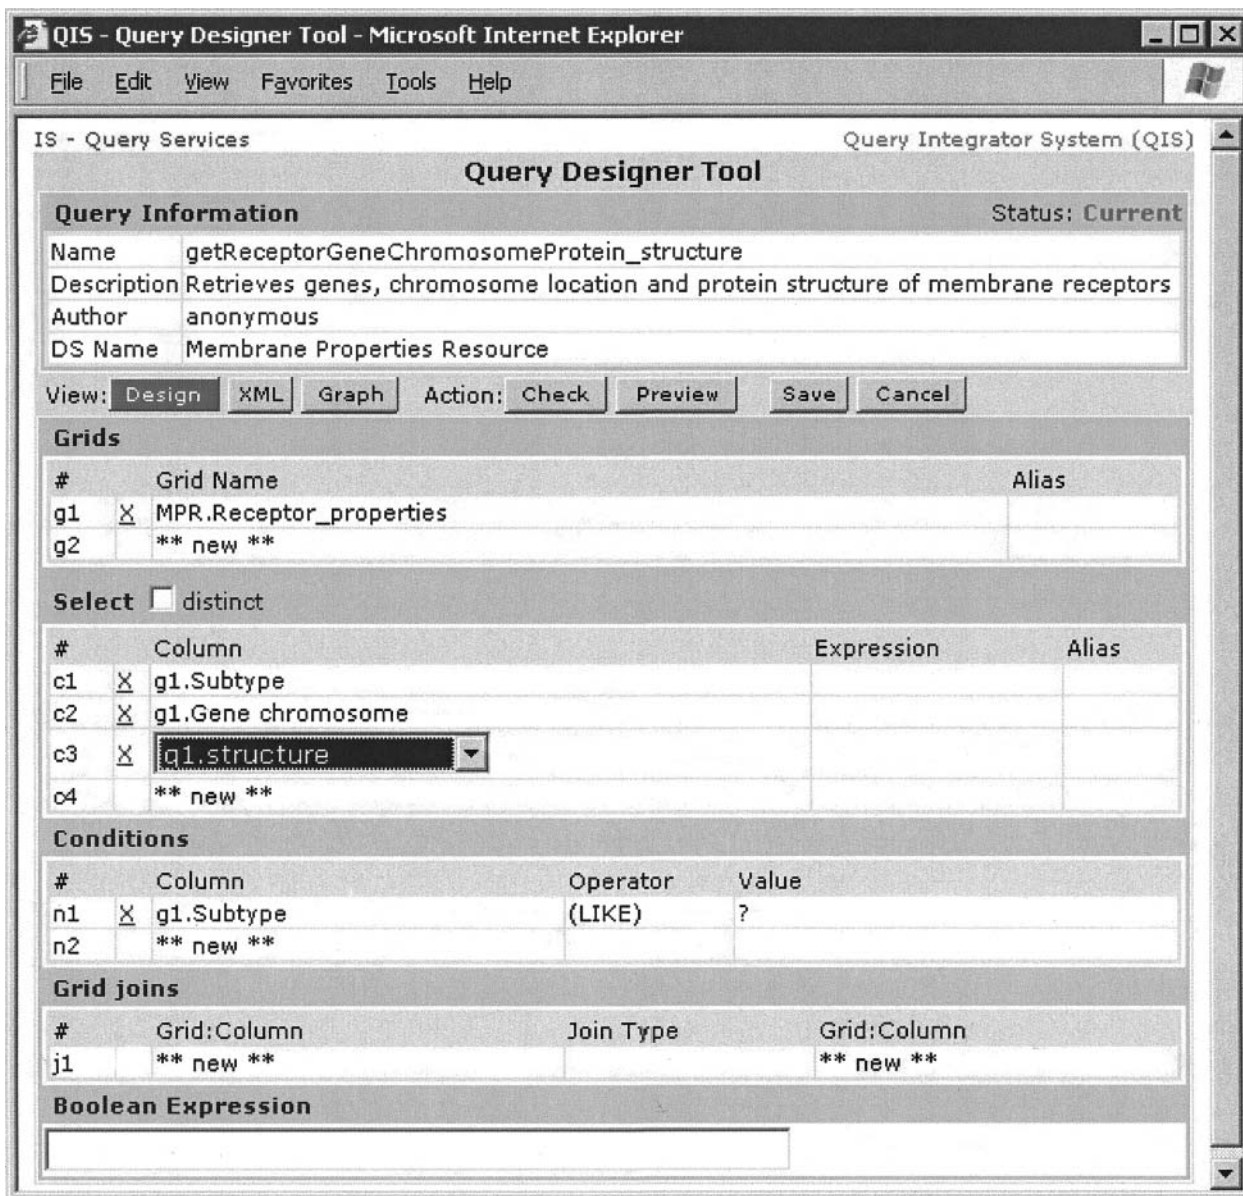 QIS - Query Designer Tool - Microsoft Internet Explorer
File Edit View Favorites Tools Help
IS - Query Services Query Integrator System (QIS)
Query Designer Tool
Query Information Status: Current
Name getReceptorGeneChromosomeProtein_structure
Description Retrieves genes, chromosome location and protein structure of membrane receptors
Author anonymous
DS Name Membrane Properties Resource
View: Design XML Graph Action: Check Preview Save Cancel
Grids
# Grid Name Alias
g1 X MPR.Receptor_properties
g2 ** new **
Select distinct
# Column Expression Alias
c1 X g1.Subtype
c2 X g1.Gene chromosome
c3 X g1.structure
c4 ** new **
Conditions
# Column Operator Value
n1 X g1.Subtype (LIKE) ?
n2 ** new **
Grid joins
# Grid:Column Join Type Grid:Column
j1 ** new ** ** new **
Boolean Expression